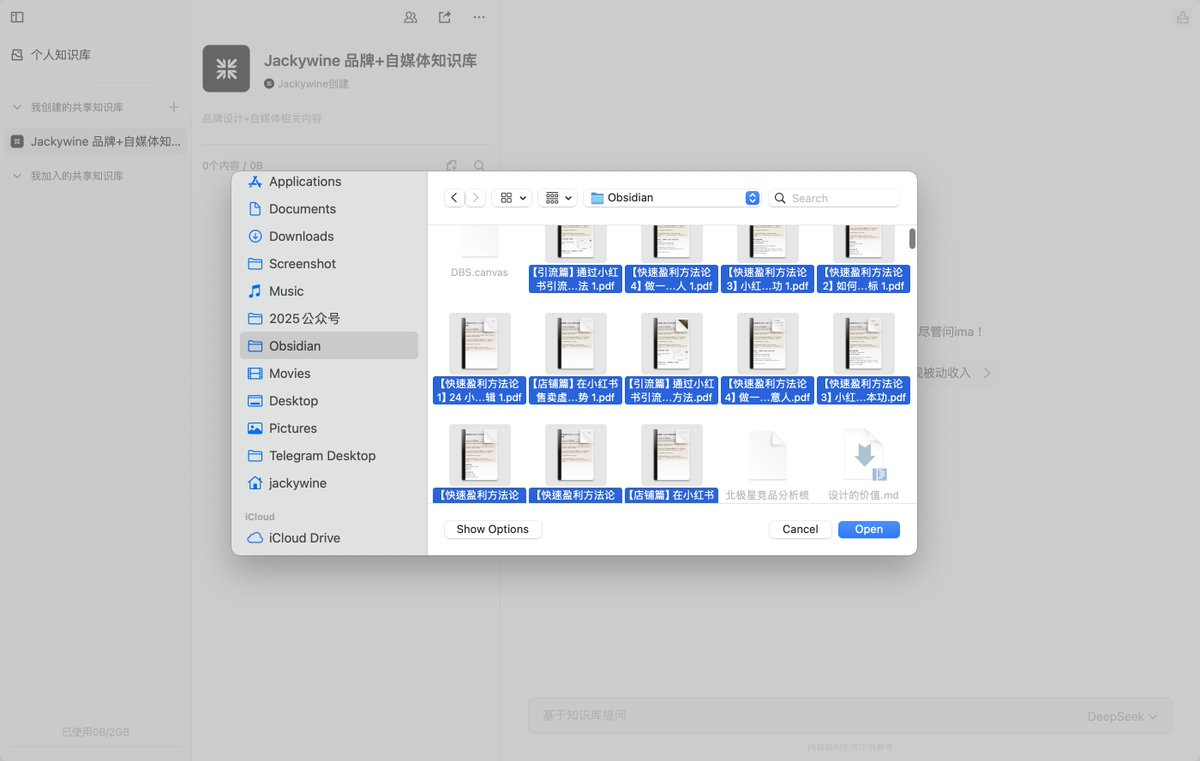 个人知识库
我创建的共享知识库
Jackywine 品牌+自媒体知...
我加入的共享知识库
已使用0B/2GB
Jackywine 品牌+自媒体知识库
Jackywine创建
品牌设计+自媒体相关内容
0个内容 / 0B
Applications
Documents
Downloads
Screenshot
Music
2025公众号
Obsidian
Movies
Desktop
Pictures
Telegram Desktop
jackywine
iCloud
iCloud Drive
Obsidian
Search
DBS.canvas
【引流篇】通过小红
书引流...法 1.pdf
【快速盈利方法论
4】做一...人 1.pdf
【快速盈利方法论
3】小红...功 1.pdf
【快速盈利方法论
2】如何...标 1.pdf
【快速盈利方法论
1】24 小...辑 1.pdf
【店铺篇】在小红书
售卖虚...势 1.pdf
【引流篇】通过小红
书引流...方法.pdf
【快速盈利方法论
4】做一...意人.pdf
【快速盈利方法论
3】小红...本功.pdf
【快速盈利方法论
【快速盈利方法论
【店铺篇】在小红书
北极星竞品分析梳
设计的价值.md
Show Options
Cancel
Open
尽管问ima！
现被动收入
基于知识库提问
DeepSeek
内容由AI生成仅供参考